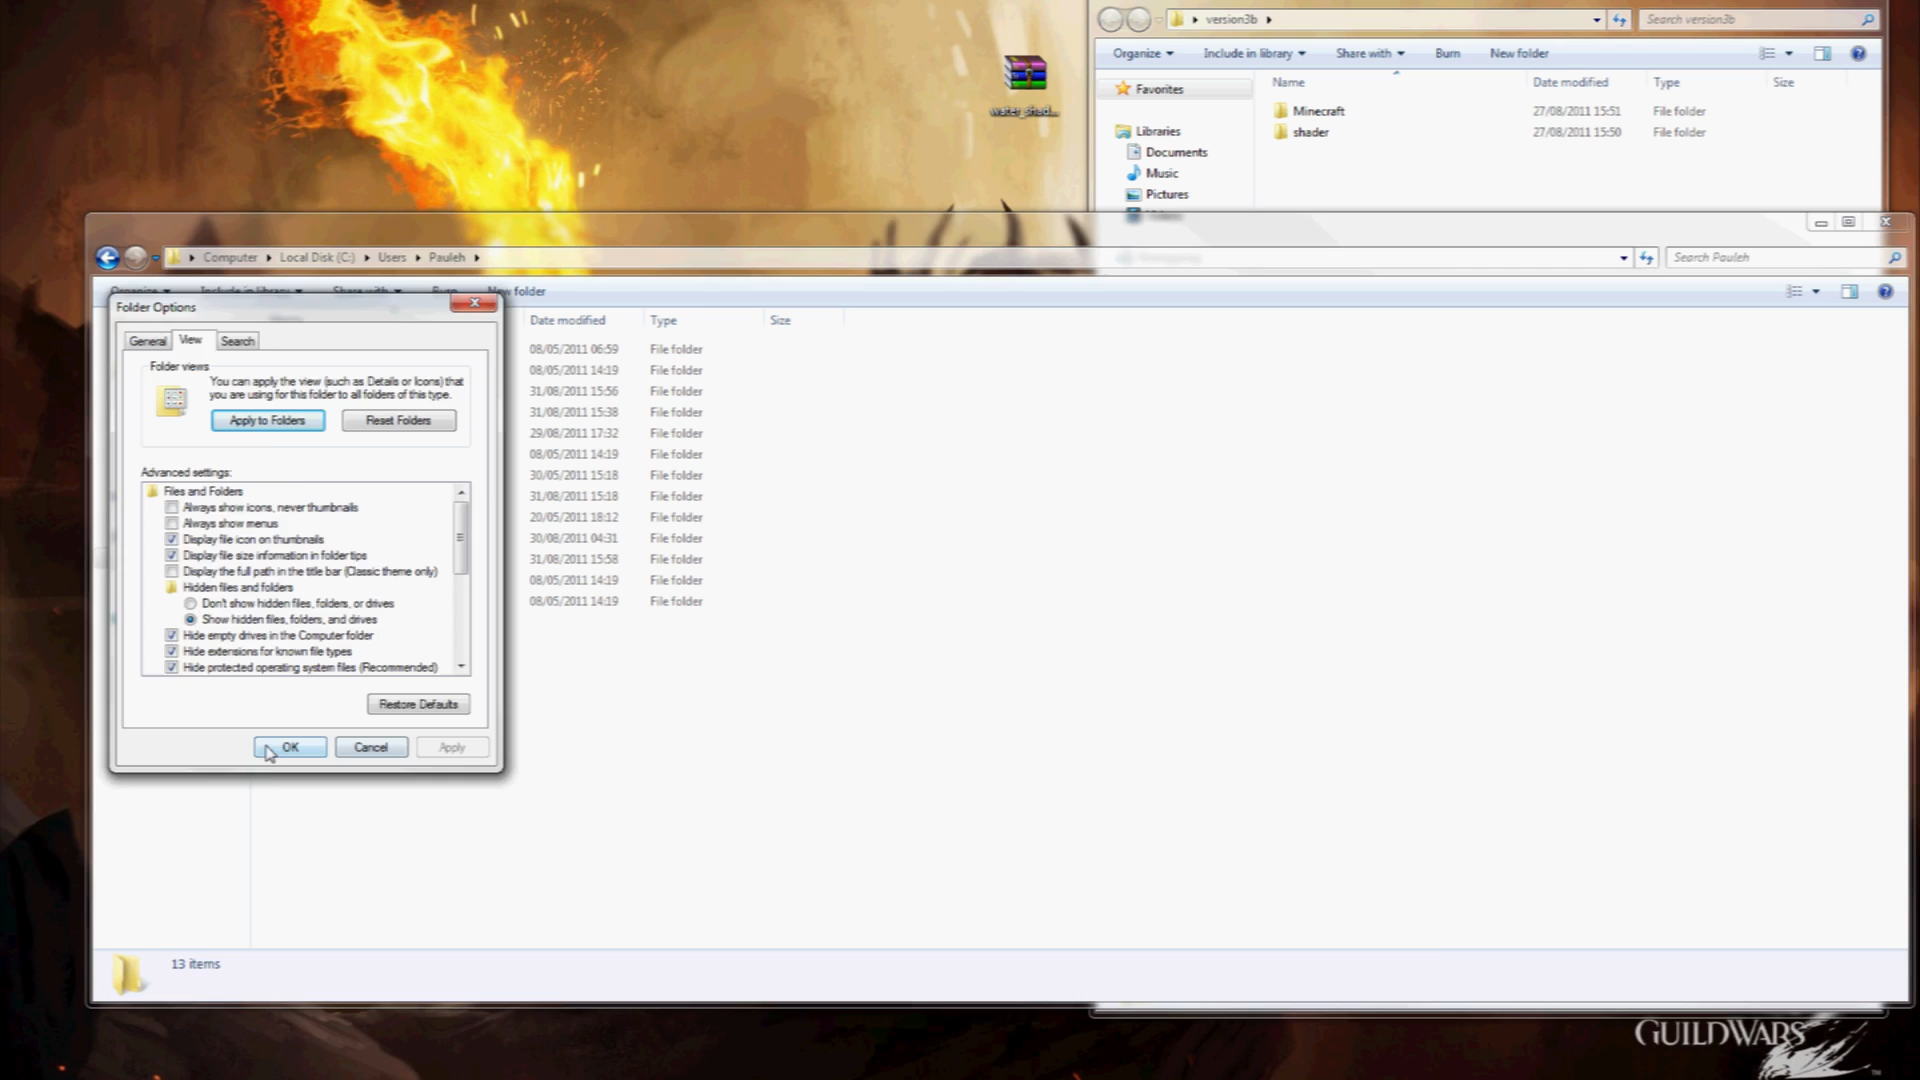 version3b
Search version3b
Organize
Include in library
Share with
Burn
New folder
Name
Date modified
Type
Size
Favorites
Minecraft
27/08/2011 15:51
File folder
shader
27/08/2011 15:50
File folder
Libraries
Documents
Music
Pictures
water_shad...
Computer
Local Disk (C:)
Users
Pauleh
Search Pauleh
Organize
Include in library
Share with
Burn
New folder
Date modified
Type
Size
08/05/2011 06:59
File folder
08/05/2011 14:19
File folder
31/08/2011 15:56
File folder
31/08/2011 15:38
File folder
29/08/2011 17:32
File folder
08/05/2011 14:19
File folder
30/05/2011 15:18
File folder
31/08/2011 15:18
File folder
20/05/2011 18:12
File folder
30/08/2011 04:31
File folder
31/08/2011 15:58
File folder
08/05/2011 14:19
File folder
08/05/2011 14:19
File folder
Folder Options
General
View
Search
Folder views
You can apply the view (such as Details or Icons) that
you are using for this folder to all folders of this type.
Apply to Folders
Reset Folders
Advanced settings:
Files and Folders
Always show icons, never thumbnails
Always show menus
Display file icon on thumbnails
Display file size information in folder tips
Display the full path in the title bar (Classic theme only)
Hidden files and folders
Don't show hidden files, folders, or drives
Show hidden files, folders, and drives
Hide empty drives in the Computer folder
Hide extensions for known file types
Hide protected operating system files (Recommended)
Restore Defaults
OK
Cancel
Apply
13 items
GUILDWARS
TM